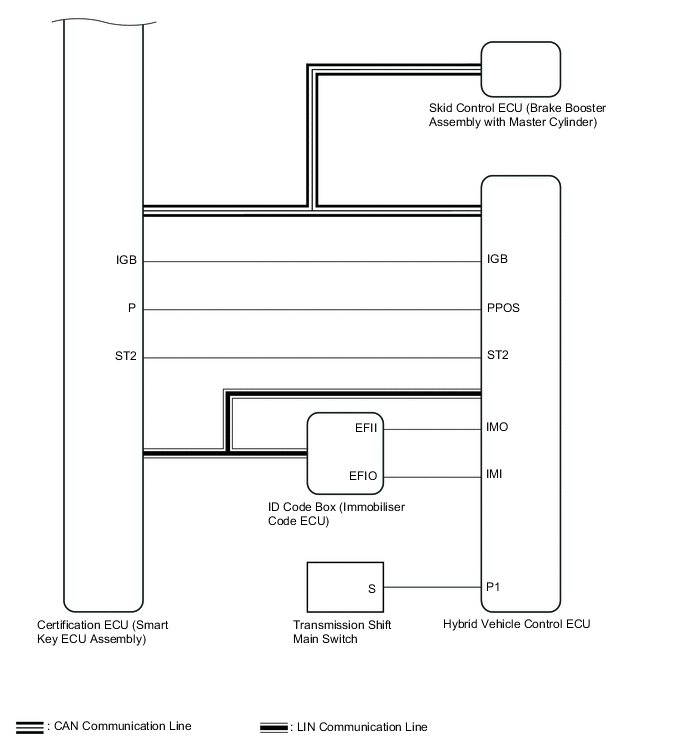 Skid Control ECU (Brake Booster
Assembly with Master Cylinder)
IGB
IGB
P
PPOS
ST2
ST2
EFII
IMO
EFIO
IMI
ID Code Box (Immobiliser
Code ECU)
S
P1
Certification ECU (Smart
Key ECU Assembly)
Transmission Shift
Main Switch
Hybrid Vehicle Control ECU
: CAN Communication Line
: LIN Communication Line